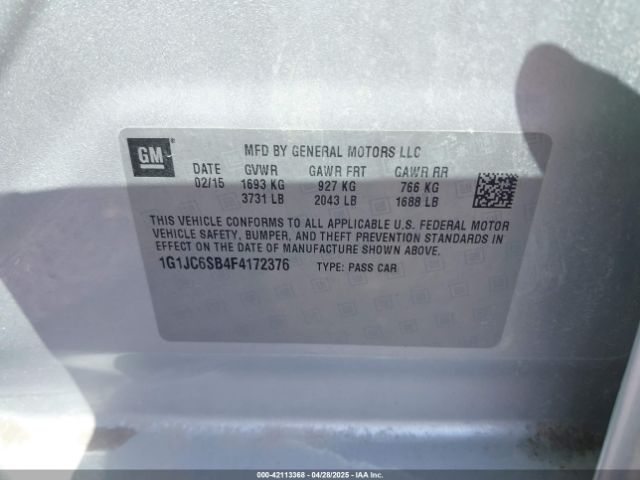 GM ®
MFD BY GENERAL MOTORS LLC
DATE GVWR GAWR FRT GAWR RR
02/15 1693 KG 927 KG 766 KG
3731 LB 2043 LB 1688 LB
THIS VEHICLE CONFORMS TO ALL APPLICABLE U.S. FEDERAL MOTOR
VEHICLE SAFETY, BUMPER, AND THEFT PREVENTION STANDARDS IN
EFFECT ON THE DATE OF MANUFACTURE SHOWN ABOVE.
1G1JC6SB4F4172376 TYPE: PASS CAR
000-42113368 04/28/2025 IAAI.com